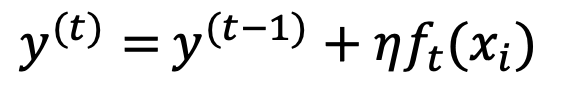 y^{(t)} = y^{(t-1)} + ηf_t(x_i)